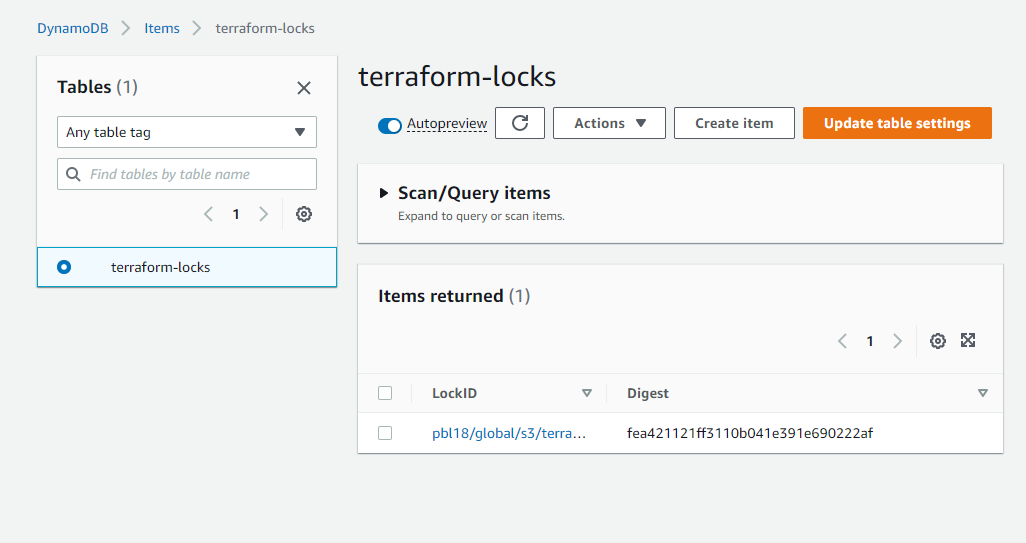 DynamoDB > Items > terraform-locks
Tables (1)
Any table tag
Find tables by table name
1
terraform-locks
terraform-locks
Autopreview
Actions
Create item
Update table settings
Scan/Query items
Expand to query or scan items.
Items returned (1)
1
LockID Digest
pbl18/global/s3/terra… fea421121ff3110b041e391e690222af